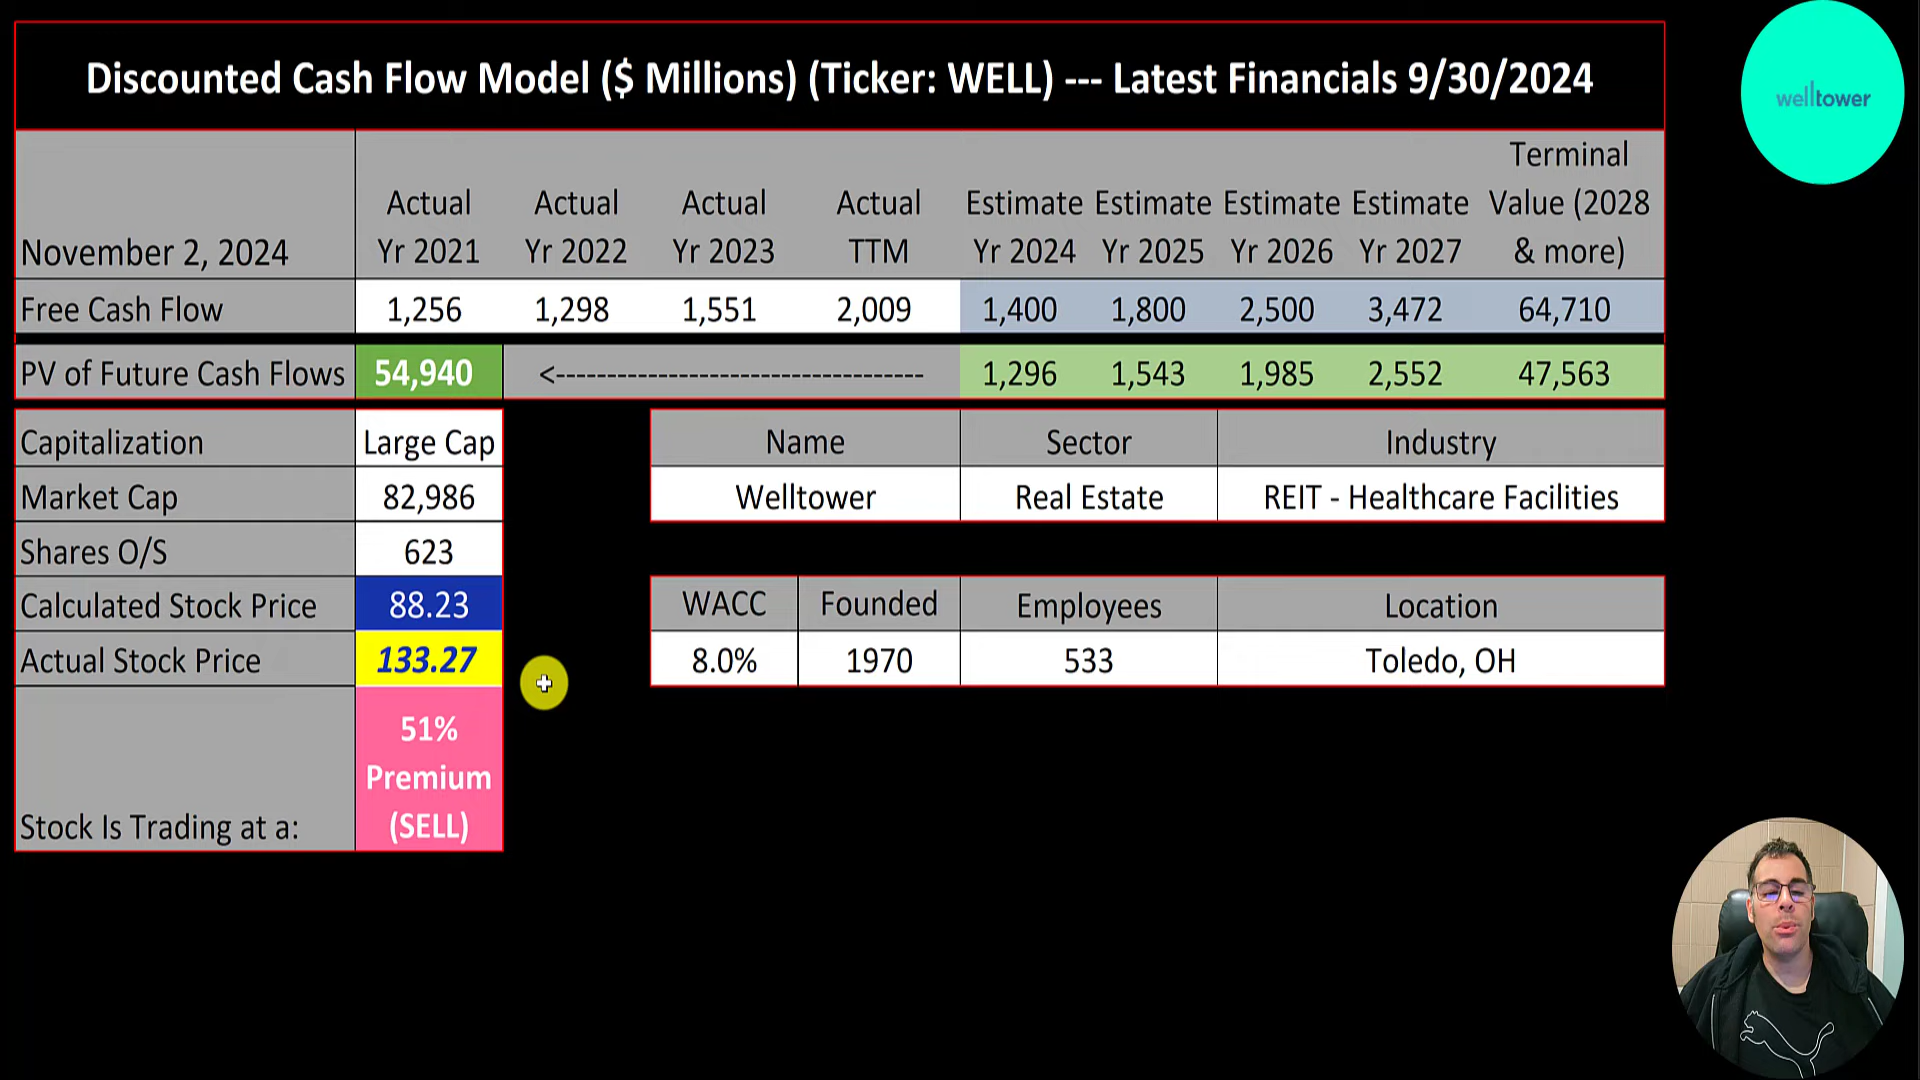 Discounted Cash Flow Model ($ Millions) (Ticker: WELL) --- Latest Financials 9/30/2024
welltower
November 2, 2024 Actual Yr 2021 Actual Yr 2022 Actual Yr 2023 Actual TTM Estimate Yr 2024 Estimate Yr 2025 Estimate Yr 2026 Estimate Yr 2027 Terminal Value (2028 & more)
Free Cash Flow 1,256 1,298 1,551 2,009 1,400 1,800 2,500 3,472 64,710
PV of Future Cash Flows 54,940 <------------------------------------ 1,296 1,543 1,985 2,552 47,563
Capitalization Large Cap
Market Cap 82,986
Shares O/S 623
Calculated Stock Price 88.23
Actual Stock Price 133.27
Stock Is Trading at a: 51% Premium (SELL)
Name Sector Industry
Welltower Real Estate REIT - Healthcare Facilities
WACC Founded Employees Location
8.0% 1970 533 Toledo, OH